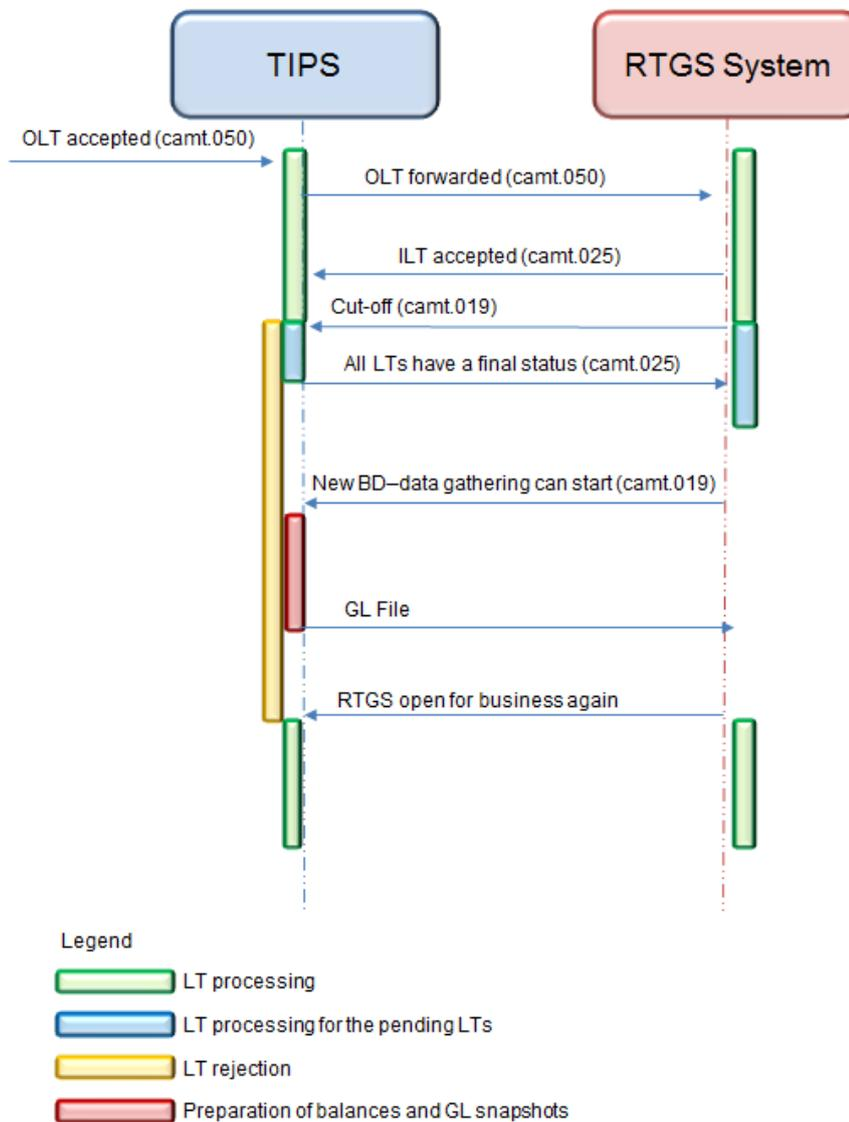 TIPS
RTGS System
OLT accepted (camt.050)
OLT forwarded (camt.050)
ILT accepted (camt.025)
Cut-off (camt.019)
All LTs have a final status (camt.025)
New BD–data gathering can start (camt.019)
GL File
RTGS open for business again
Legend
LT processing
LT processing for the pending LTs
LT rejection
Preparation of balances and GL snapshots